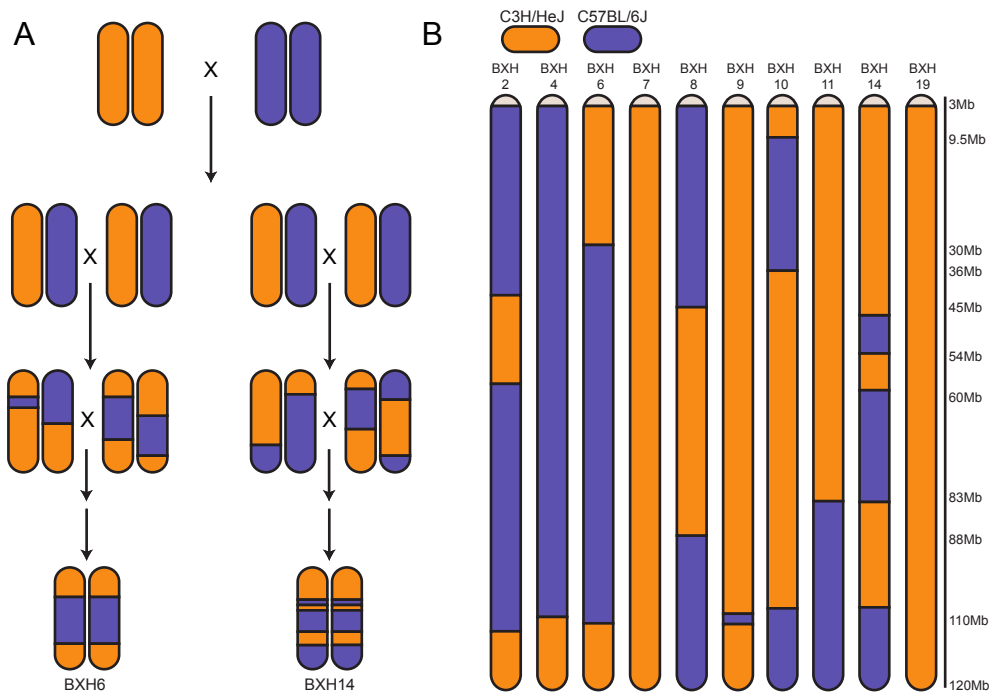 A
X
X
X
X
X
BXH6
BXH14
B
C3H/HeJ
C57BL/6J
BXH
2
BXH
4
BXH
6
BXH
7
BXH
8
BXH
9
BXH
10
BXH
11
BXH
14
BXH
19
3Mb
9.5Mb
30Mb
36Mb
45Mb
54Mb
60Mb
83Mb
88Mb
110Mb
120Mb